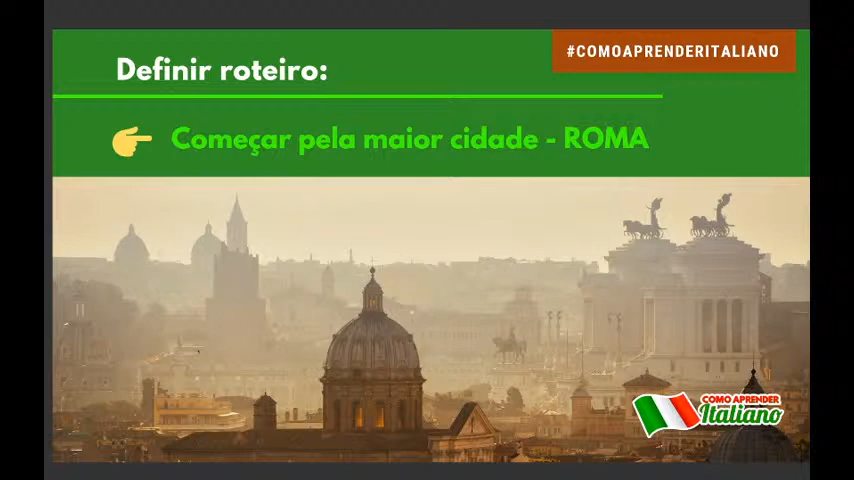 #COMOAPRENDERITALIANO
Definir roteiro:
Começar pela maior cidade - ROMA
COMO APRENDER
Italiano